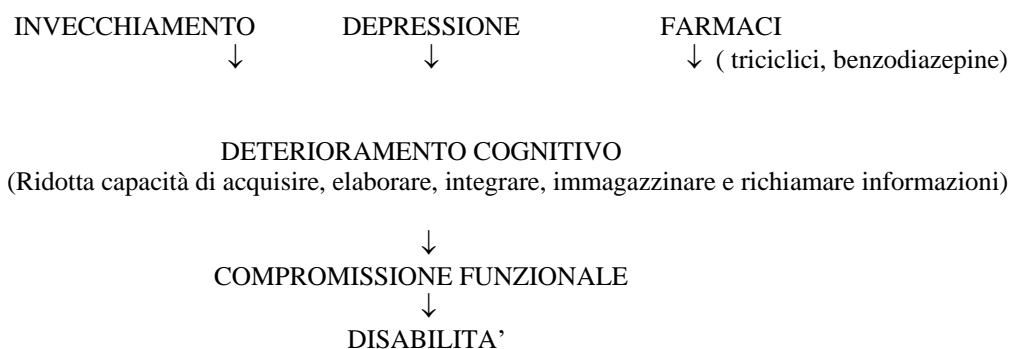 INVECCHIAMENTO DEPRESSIONE FARMACI
↓ ↓ ↓ ( triciclici, benzodiazepine)
DETERIORAMENTO COGNITIVO
(Ridotta capacità di acquisire, elaborare, integrare, immagazzinare e richiamare informazioni)
↓
COMPROMISSIONE FUNZIONALE
↓
DISABILITA’